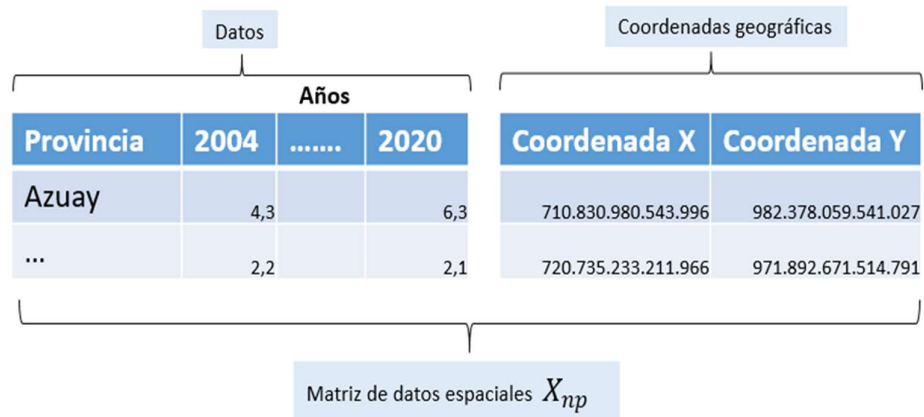 Datos
Coordenadas geográficas
Años
Provincia 2004 ....... 2020 Coordenada X Coordenada Y
Azuay 4,3 6,3 710.830.980.543.996 982.378.059.541.027
... 2,2 2,1 720.735.233.211.966 971.892.671.514.791
Matriz de datos espaciales X_{np}